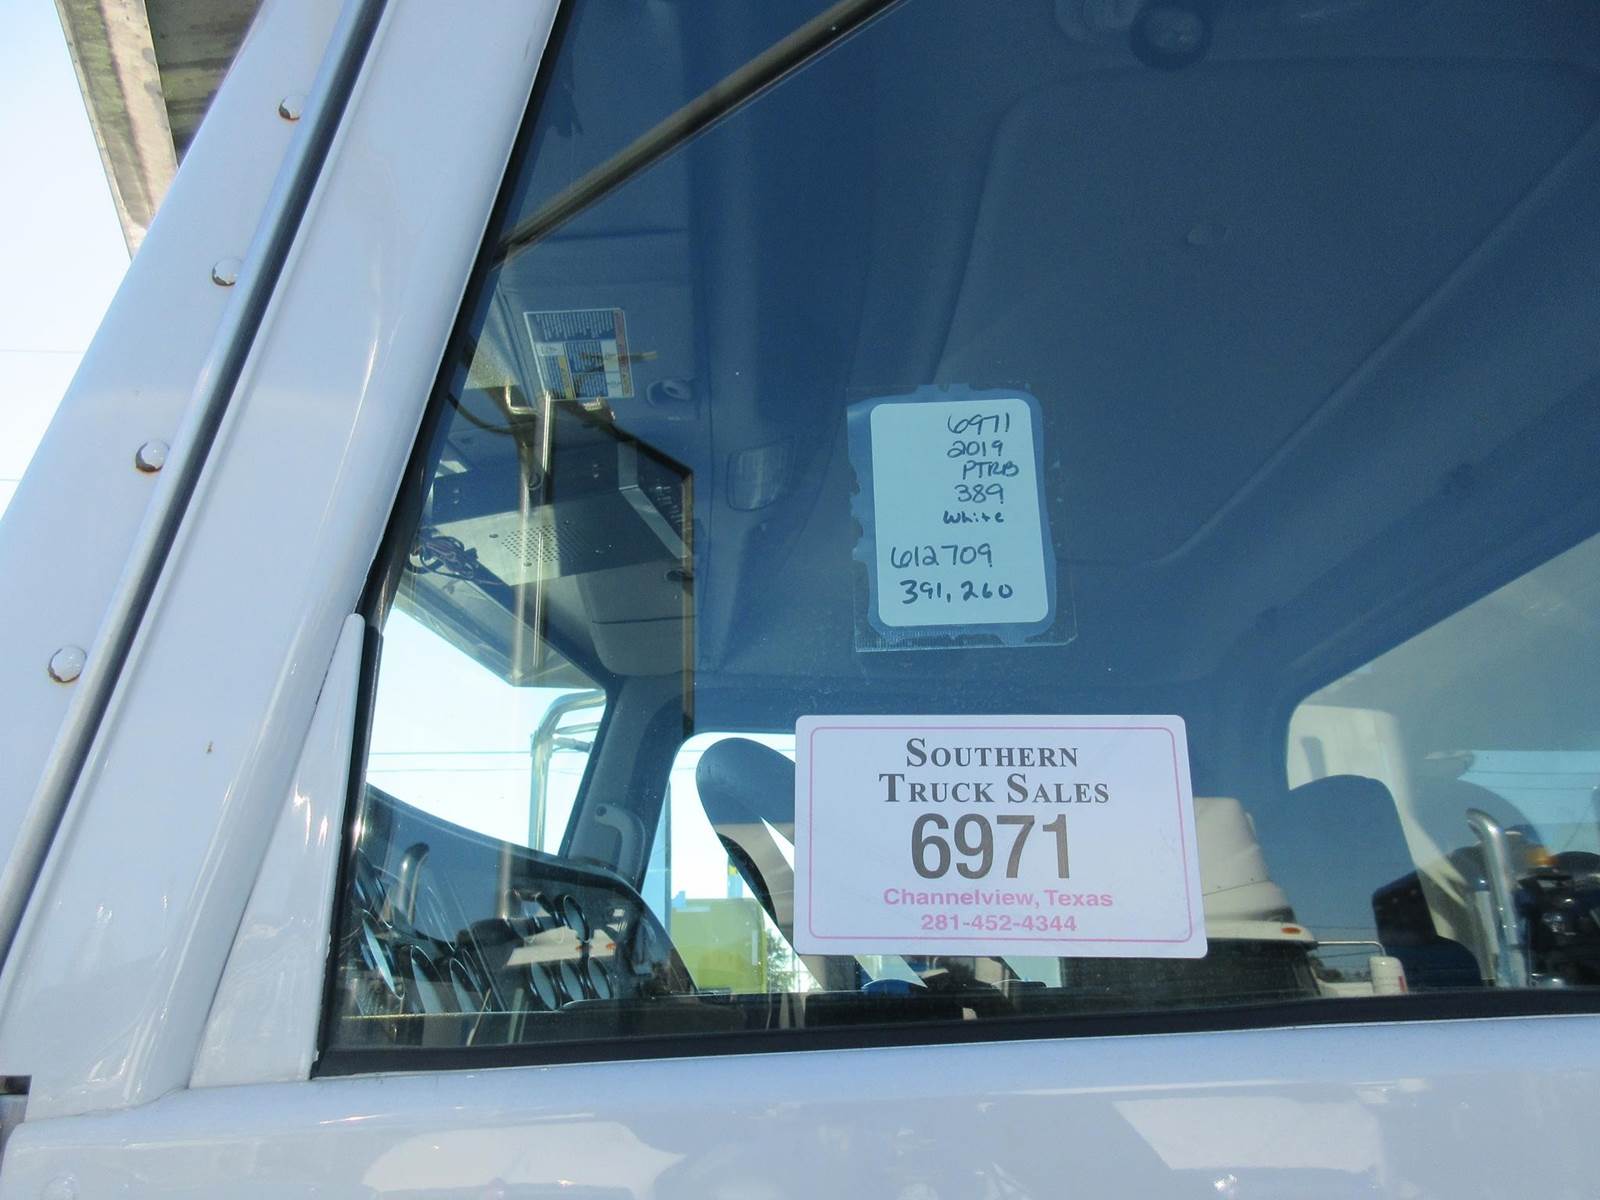 6971
2019
PTRB
389
White
612709
391,260
SOUTHERN
TRUCK SALES
6971
Channelview, Texas
281-452-4344